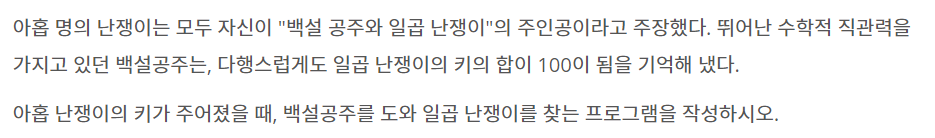 아홉 명의 난쟁이는 모두 자신이 "백설 공주와 일곱 난쟁이"의 주인공이라고 주장했다. 뛰어난 수학적 직관력을
가지고 있던 백설공주는, 다행스럽게도 일곱 난쟁이의 키의 합이 100이 됨을 기억해 냈다.
아홉 난쟁이의 키가 주어졌을 때, 백설공주를 도와 일곱 난쟁이를 찾는 프로그램을 작성하시오.